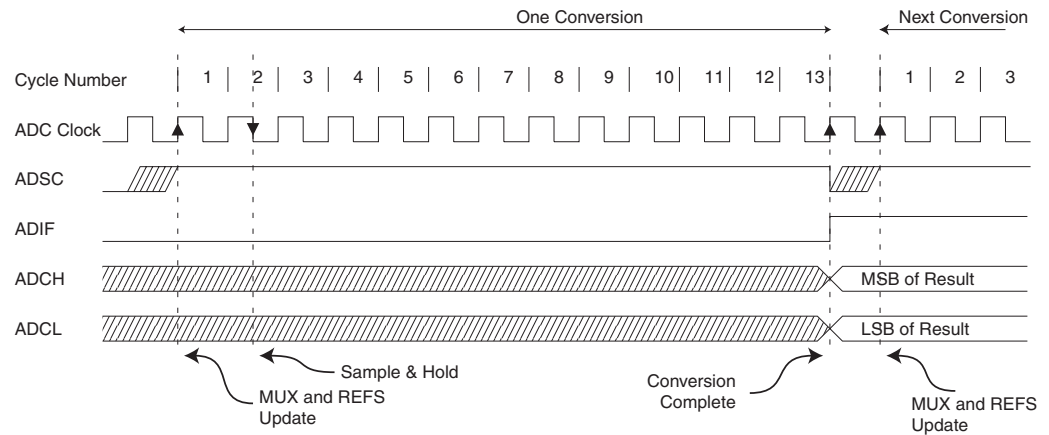 One Conversion
Next Conversion
Cycle Number
1 2 3 4 5 6 7 8 9 10 11 12 13 1 2 3
ADC Clock
ADSC
ADIF
ADCH
MSB of Result
ADCL
LSB of Result
Sample & Hold
MUX and REFS
Update
Conversion
Complete
MUX and REFS
Update